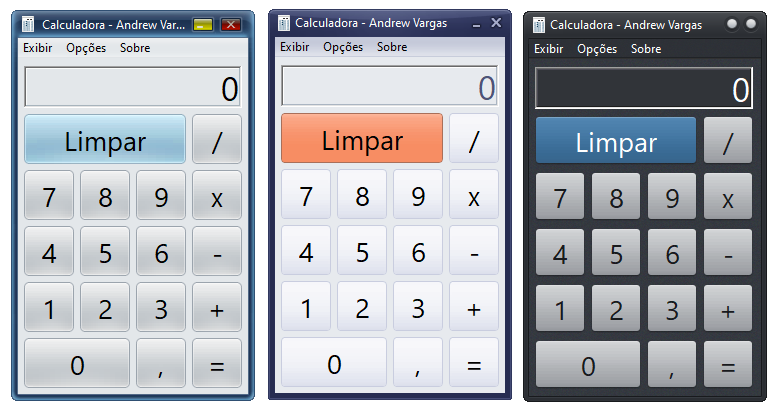 Calculadora - Andrew Var...
Exibir Opções Sobre
0
Limpar /
7 8 9 x
4 5 6 -
1 2 3 +
0 , =
Calculadora - Andrew Vargas
Exibir Opções Sobre
0
Limpar /
7 8 9 x
4 5 6 -
1 2 3 +
0 , =
Calculadora - Andrew Vargas
Exibir Opções Sobre
0
Limpar /
7 8 9 x
4 5 6 -
1 2 3 +
0 , =